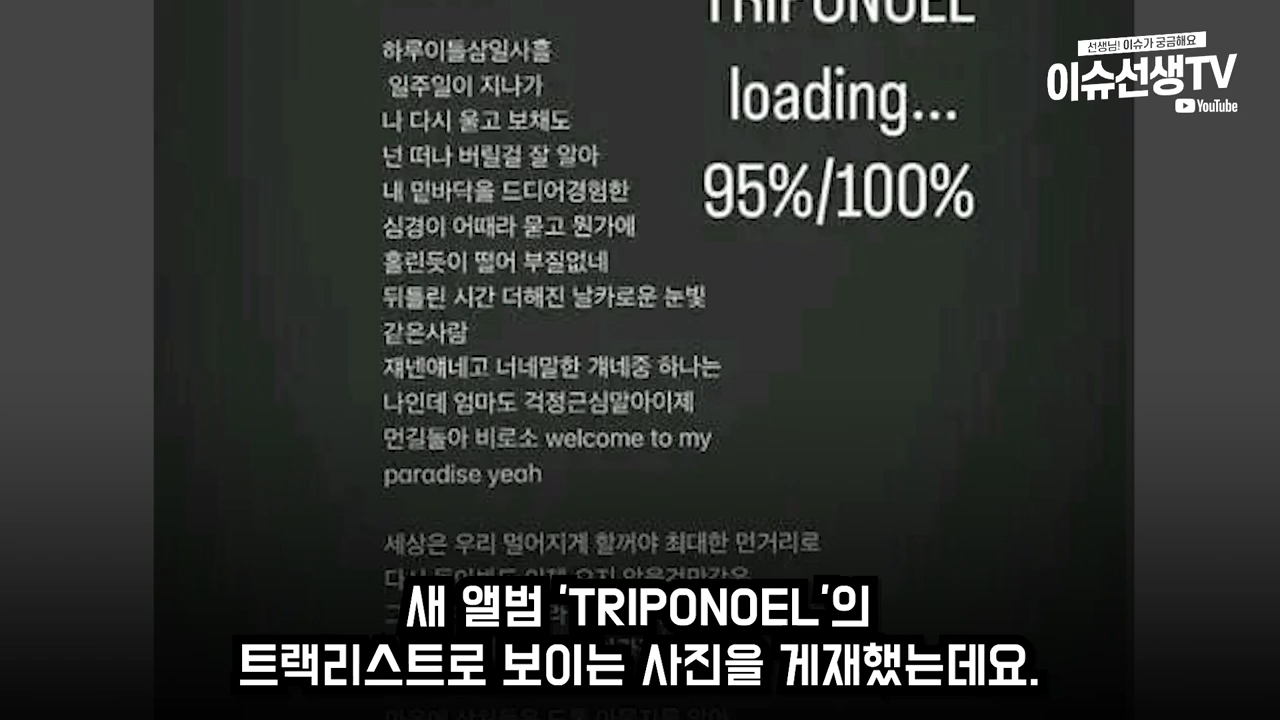 TRIPONOEL
loading...
95%/100%
선생님! 이슈가 궁금해요
이슈선생TV
YouTube
하루이틀삼일사흘
일주일이 지나가
나 다시 울고 보채도
넌 떠나 버릴걸 잘 알아
내 밑바닥을 드디어경험한
심경이 어때라 묻고 뭔가에
홀린듯이 떨어 부질없네
뒤틀린 시간 더해진 날카로운 눈빛
같은사람
쟤넨얘네고 너네말한 걔네중 하나는
나인데 엄마도 걱정근심말아이제
먼길돌아 비로소 welcome to my
paradise yeah
세상은 우리 멀어지게 할꺼야 최대한 먼거리로
새 앨범 'TRIPONOEL'의
트랙리스트로 보이는 사진을 게재했는데요.